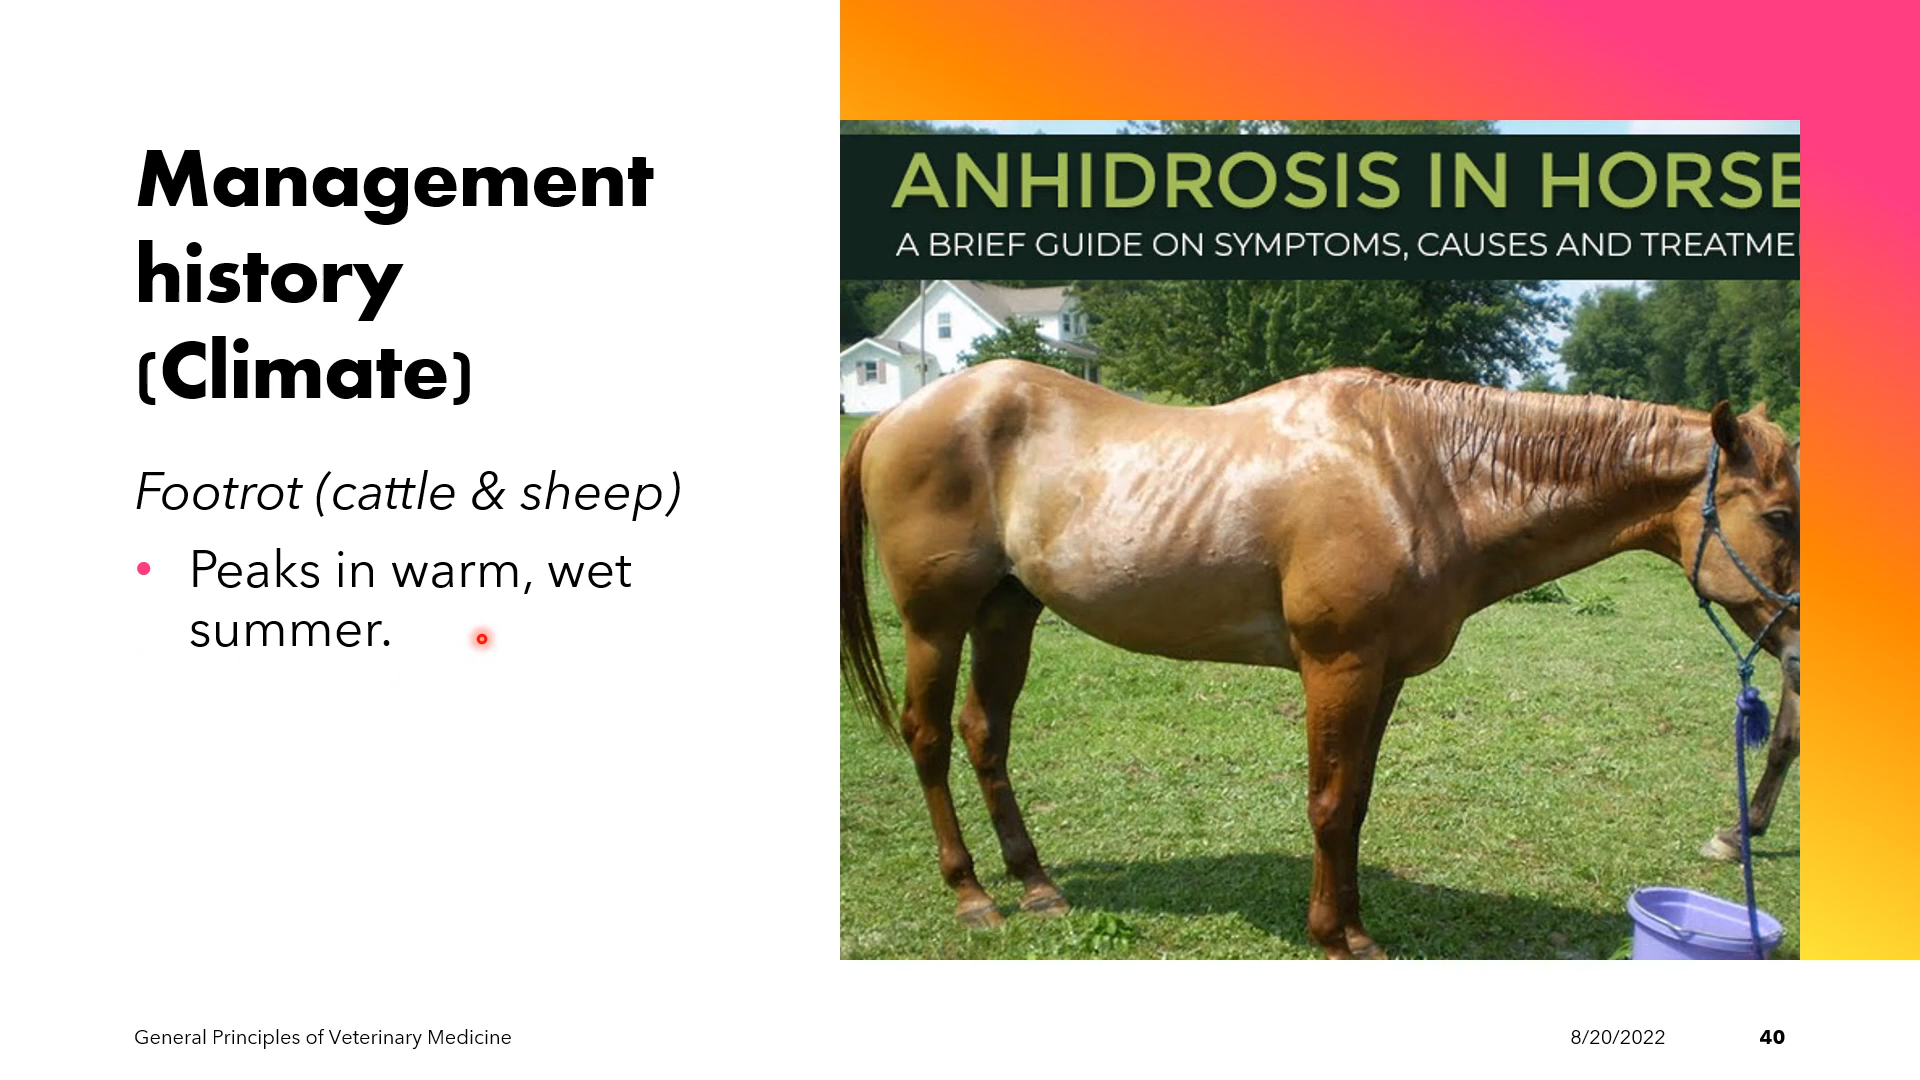 Management
history
(Climate)
Footrot (cattle & sheep)
• Peaks in warm, wet
summer.
ANHIDROSIS IN HORSE
A BRIEF GUIDE ON SYMPTOMS, CAUSES AND TREATME
General Principles of Veterinary Medicine
8/20/2022
40